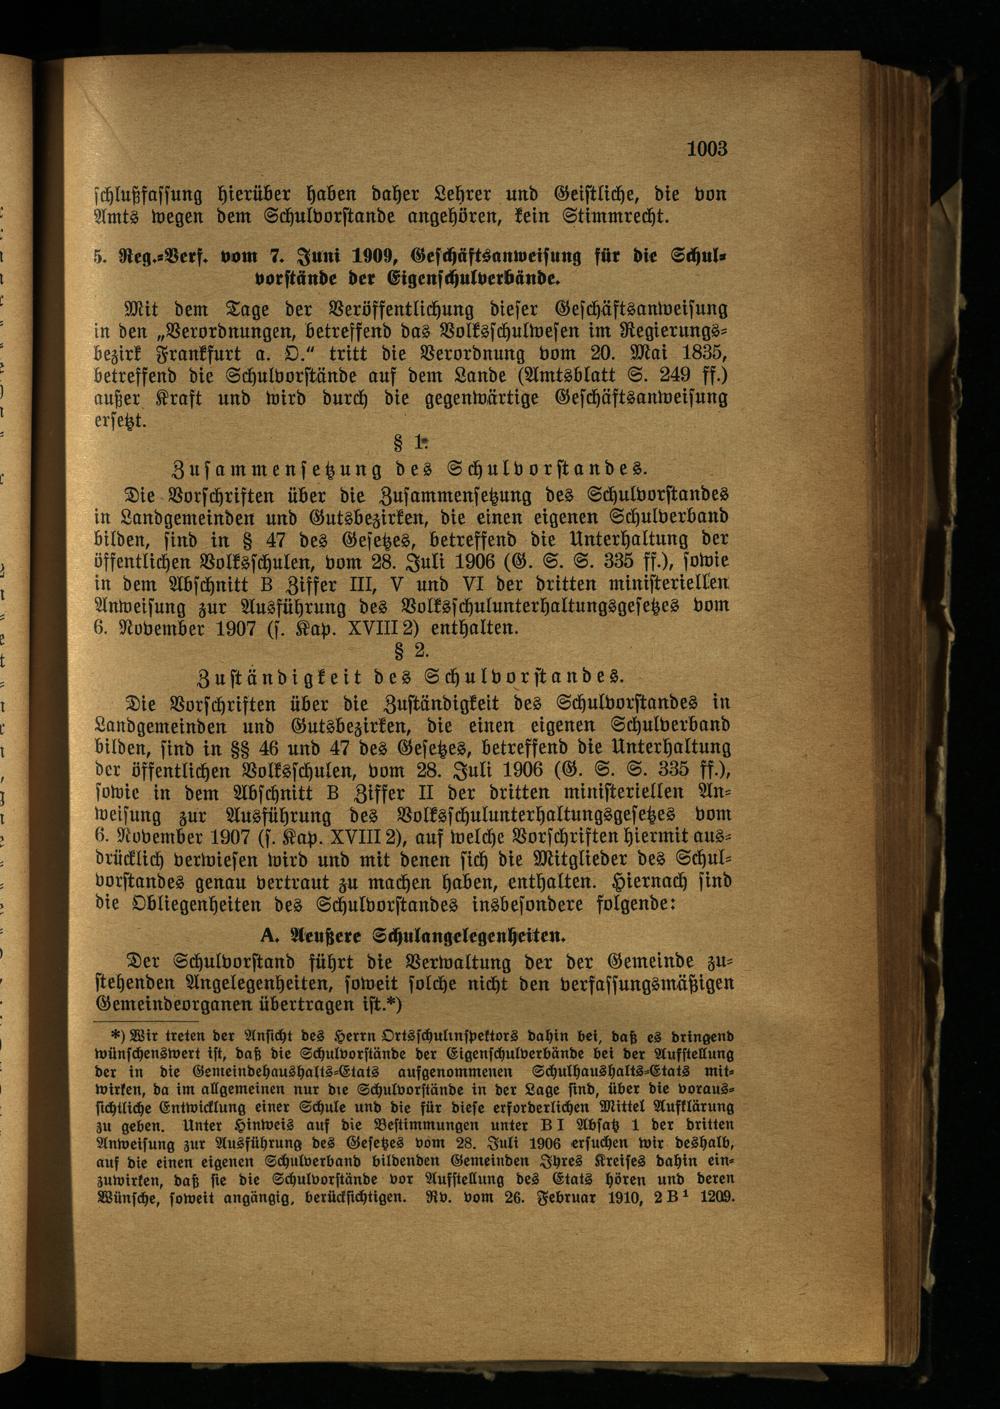 1003
schlußfassung hierüber haben daher Lehrer und Geistliche, die von
Amts wegen dem Schulvorstande angehören, kein Stimmrecht.
5. Reg.-Verf. vom 7. Juni 1909, Geschäftsanweisung für die Schul-
vorstände der Eigenschulverbände.
Mit dem Tage der Veröffentlichung dieser Geschäftsanweisung
in den „Verordnungen, betreffend das Volksschulwesen im Regierungs-
bezirk Frankfurt a. O.“ tritt die Verordnung vom 20. Mai 1835,
betreffend die Schulvorstände auf dem Lande (Amtsblatt S. 249 ff.)
außer Kraft und wird durch die gegenwärtige Geschäftsanweisung
ersetzt.
§ 1.
Zusammensetzung des Schulvorstandes.
Die Vorschriften über die Zusammensetzung des Schulvorstandes
in Landgemeinden und Gutsbezirken, die einen eigenen Schulverband
bilden, sind in § 47 des Gesetzes, betreffend die Unterhaltung der
öffentlichen Volksschulen, vom 28. Juli 1906 (G. S. S. 335 ff.), sowie
in dem Abschnitt B Ziffer III, V und VI der dritten ministeriellen
Anweisung zur Ausführung des Volksschulunterhaltungsgesetzes vom
6. November 1907 (s. Kap. XVIII 2) enthalten.
§ 2.
Zuständigkeit des Schulvorstandes.
Die Vorschriften über die Zuständigkeit des Schulvorstandes in
Landgemeinden und Gutsbezirken, die einen eigenen Schulverband
bilden, sind in §§ 46 und 47 des Gesetzes, betreffend die Unterhaltung
der öffentlichen Volksschulen, vom 28. Juli 1906 (G. S. S. 335 ff.),
sowie in dem Abschnitt B Ziffer II der dritten ministeriellen An-
weisung zur Ausführung des Volksschulunterhaltungsgesetzes vom
6. November 1907 (s. Kap. XVIII 2), auf welche Vorschriften hiermit aus-
drücklich verwiesen wird und mit denen sich die Mitglieder des Schul-
vorstandes genau vertraut zu machen haben, enthalten. Hiernach sind
die Obliegenheiten des Schulvorstandes insbesondere folgende:
A. Aeußere Schulangelegenheiten.
Der Schulvorstand führt die Verwaltung der der Gemeinde zu-
stehenden Angelegenheiten, soweit solche nicht den verfassungsmäßigen
Gemeindeorganen übertragen ist.*)
*) Wir treten der Ansicht des Herrn Ortsschulinspektors dahin bei, daß es dringend
wünschenswert ist, daß die Schulvorstände der Eigenschulverbände bei der Aufstellung
der in die Gemeindehaushalts-Etats aufgenommenen Schulhaushalts-Etats mit-
wirken, da im allgemeinen nur die Schulvorstände in der Lage sind, über die voraus-
sichtliche Entwicklung einer Schule und die für diese erforderlichen Mittel Aufklärung
zu geben. Unter Hinweis auf die Bestimmungen unter B I Absatz 1 der dritten
Anweisung zur Ausführung des Gesetzes vom 28. Juli 1906 ersuchen wir deshalb,
auf die einen eigenen Schulverband bildenden Gemeinden Ihres Kreises dahin ein-
zuwirken, daß sie die Schulvorstände vor Aufstellung des Etats hören und deren
Wünsche, soweit angängig, berücksichtigen. Rv. vom 26. Februar 1910, 2 B¹ 1209.